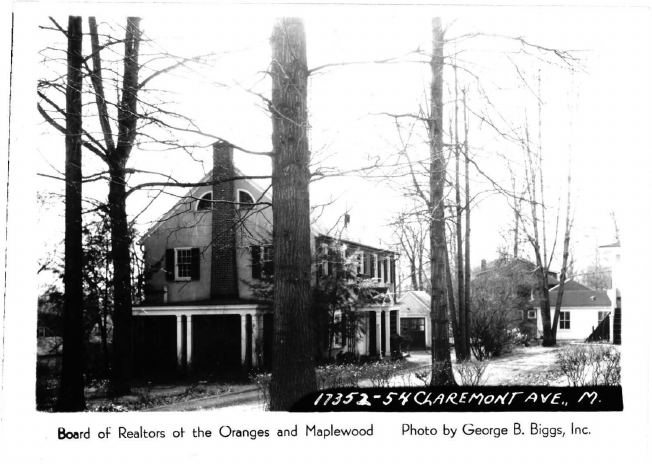 17352-54 CLAREMONT AVE., M.
Board of Realtors of the Oranges and Maplewood Photo by George B. Biggs, Inc.